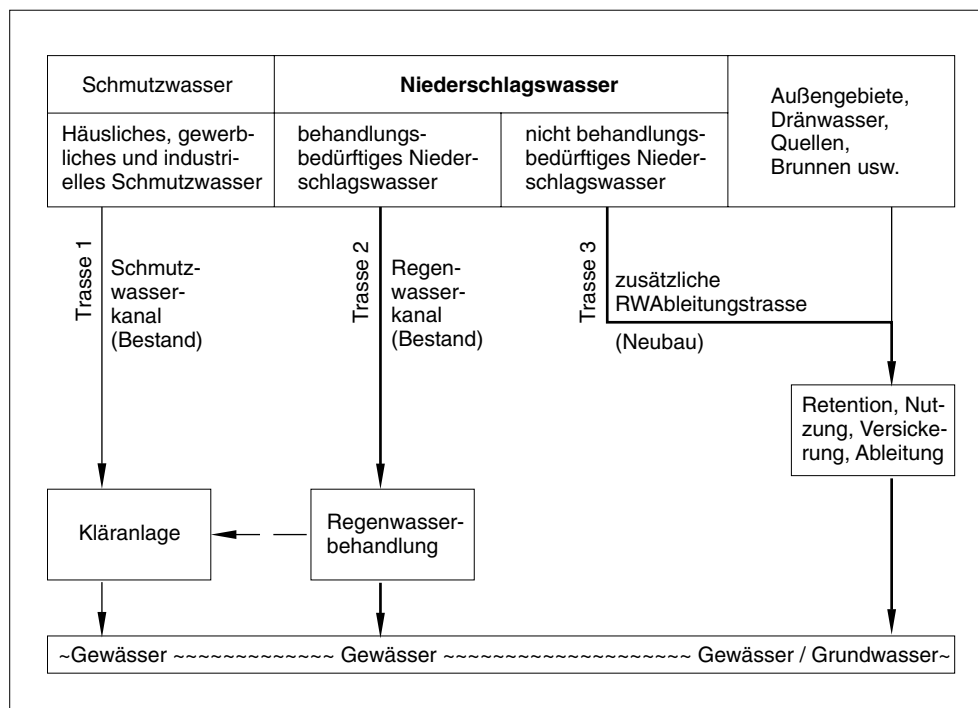 Schmutzwasser
Niederschlagswasser
Außengebiete,
Dränwasser,
Quellen,
Brunnen usw.
Häusliches, gewerb-
liches und industri-
elles Schmutzwasser
behandlungs-
bedürftiges Nieder-
schlagswasser
nicht behandlungs-
bedürftiges Nieder-
schlagswasser
Trasse 1
Schmutz-
wasser-
kanal
(Bestand)
Trasse 2
Regen-
wasser-
kanal
(Bestand)
Trasse 3
zusätzliche
RWAbleitungstrasse
(Neubau)
Retention, Nut-
zung, Versicke-
rung, Ableitung
Kläranlage
Regenwasser-
behandlung
~Gewässer ~~~~~~~~~~~~~ Gewässer ~~~~~~~~~~~~~~~~~~~~ Gewässer / Grundwasser~